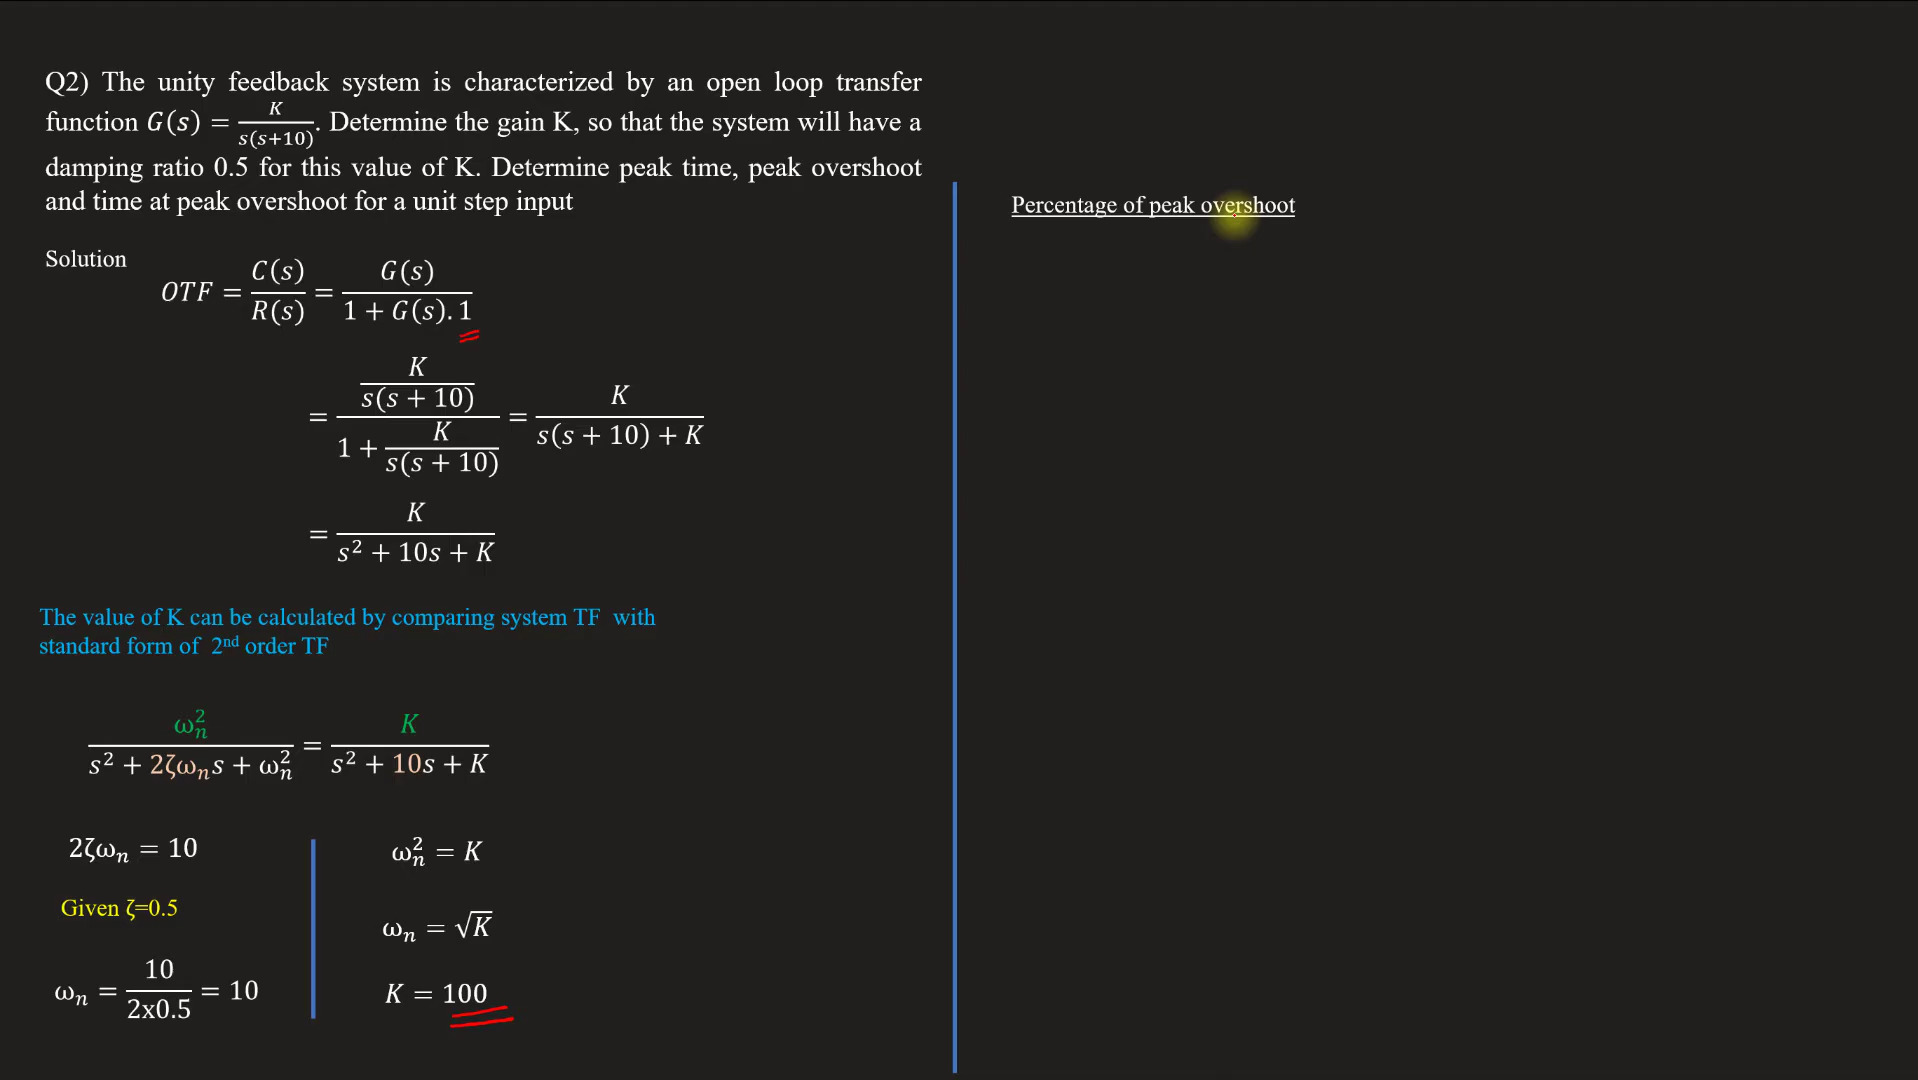 Q2) The unity feedback system is characterized by an open loop transfer
function G(s) = K/(s(s+10)). Determine the gain K, so that the system will have a
damping ratio 0.5 for this value of K. Determine peak time, peak overshoot
and time at peak overshoot for a unit step input
Solution
OTF = C(s)/R(s) = G(s)/(1 + G(s).1)
= (K/(s(s + 10)))/(1 + K/(s(s + 10))) = K/(s(s + 10) + K)
= K/(s² + 10s + K)
The value of K can be calculated by comparing system TF with
standard form of 2nd order TF
ωₙ²/(s² + 2ζωₙs + ωₙ²) = K/(s² + 10s + K)
2ζωₙ = 10
Given ζ=0.5
ωₙ = 10/(2x0.5) = 10
ωₙ² = K
ωₙ = √K
K = 100
Percentage of peak overshoot